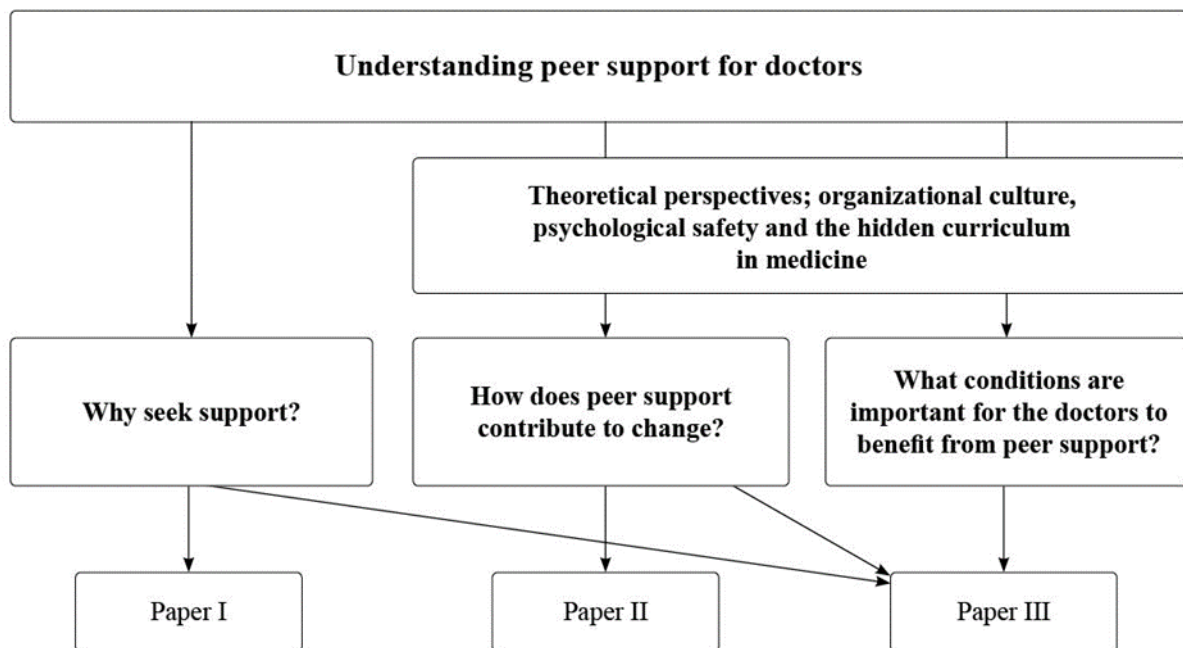 Understanding peer support for doctors
Theoretical perspectives; organizational culture,
psychological safety and the hidden curriculum
in medicine
Why seek support?
How does peer support
contribute to change?
What conditions are
important for the doctors to
benefit from peer support?
Paper I
Paper II
Paper III